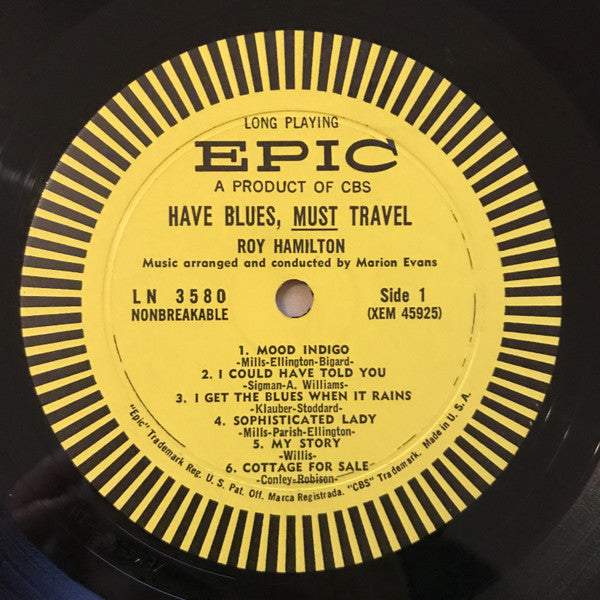 LONG PLAYING
EPIC
A PRODUCT OF CBS
HAVE BLUES, MUST TRAVEL
ROY HAMILTON
Music arranged and conducted by Marion Evans
LN 3580
NONBREAKABLE
Side 1
(XEM 45925)
1. MOOD INDIGO
-Mills-Ellington-Bigard-
2. I COULD HAVE TOLD YOU
-Sigman-A. Williams-
3. I GET THE BLUES WHEN IT RAINS
-Klauber-Stoddard-
4. SOPHISTICATED LADY
-Mills-Parish-Ellington-
5. MY STORY
-Willis-
6. COTTAGE FOR SALE
-Conley-Robison-
"Epic" Trademark Reg. U. S. Pat. Off. Marca Registrada. "CBS" Trademark. Made in U. S. A.